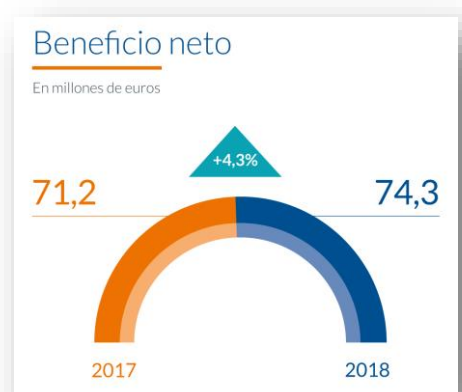 Beneficio neto
En millones de euros
+4,3%
71,2
74,3
2017
2018